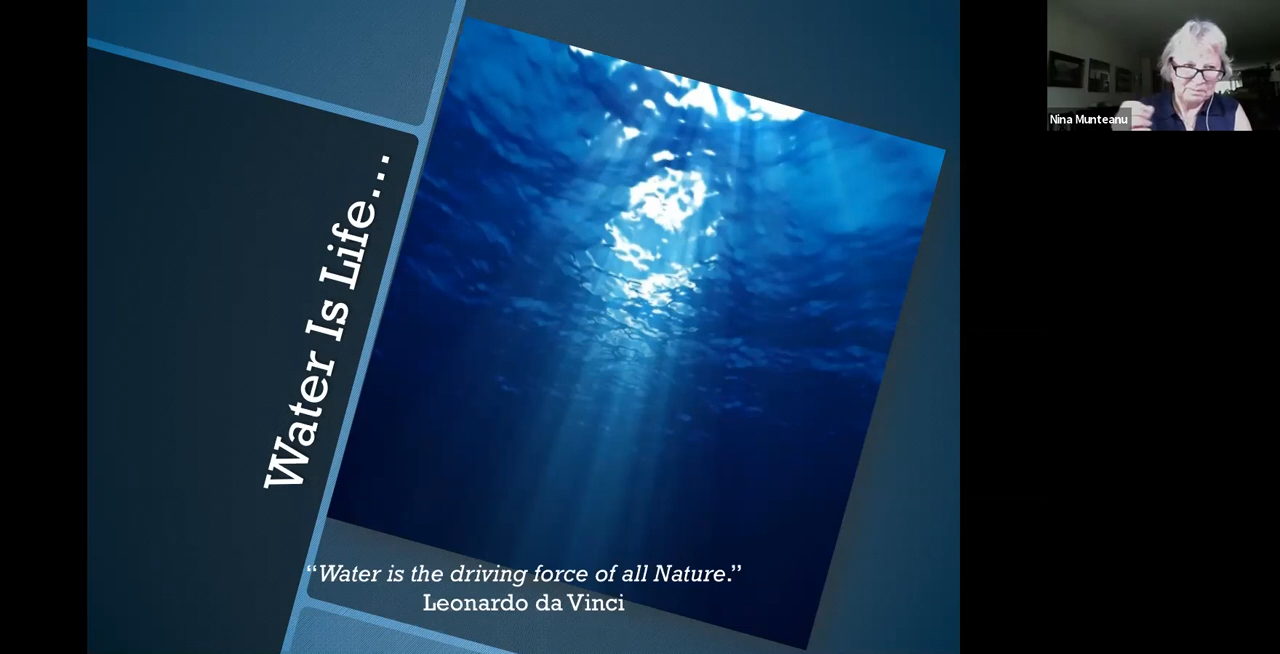 Water Is Life...
“Water is the driving force of all Nature.”
Leonardo da Vinci
Nina Munteanu